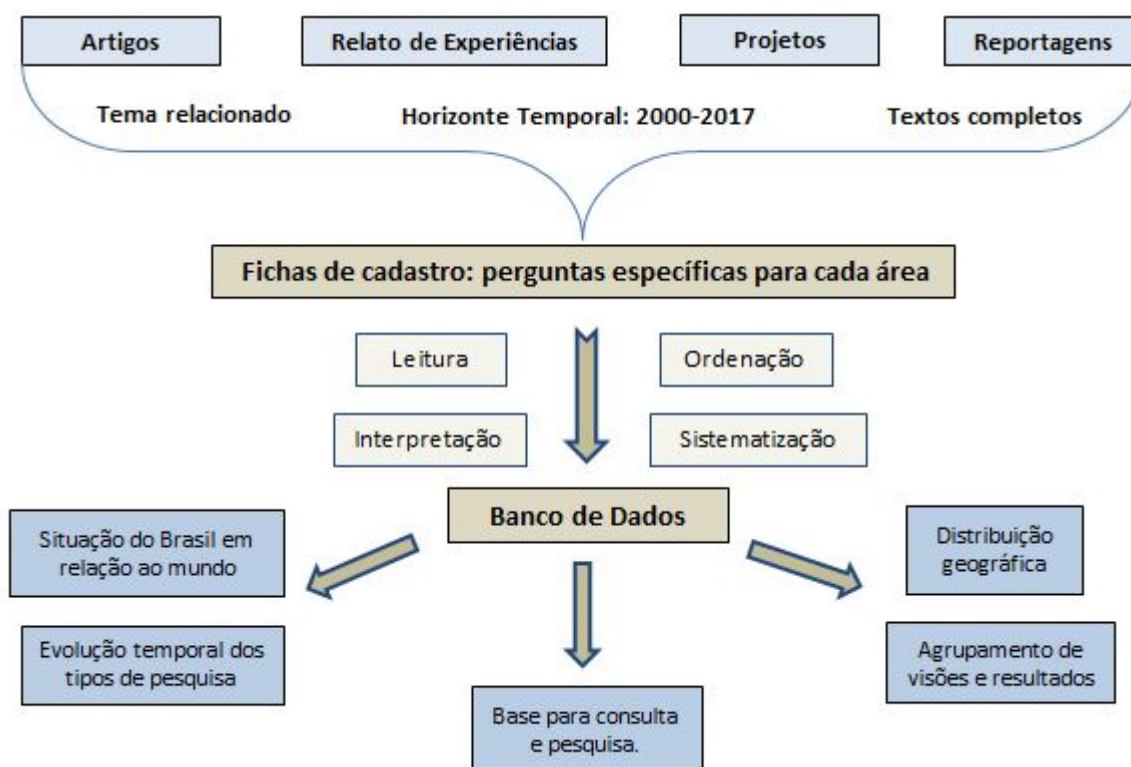 Artigos
Relato de Experiências
Projetos
Reportagens
Tema relacionado
Horizonte Temporal: 2000-2017
Textos completos
Fichas de cadastro: perguntas específicas para cada área
Leitura
Ordenação
Interpretação
Sistematização
Banco de Dados
Situação do Brasil em
relação ao mundo
Evolução temporal dos
tipos de pesquisa
Base para consulta
e pesquisa.
Distribuição
geográfica
Agrupamento de
visões e resultados